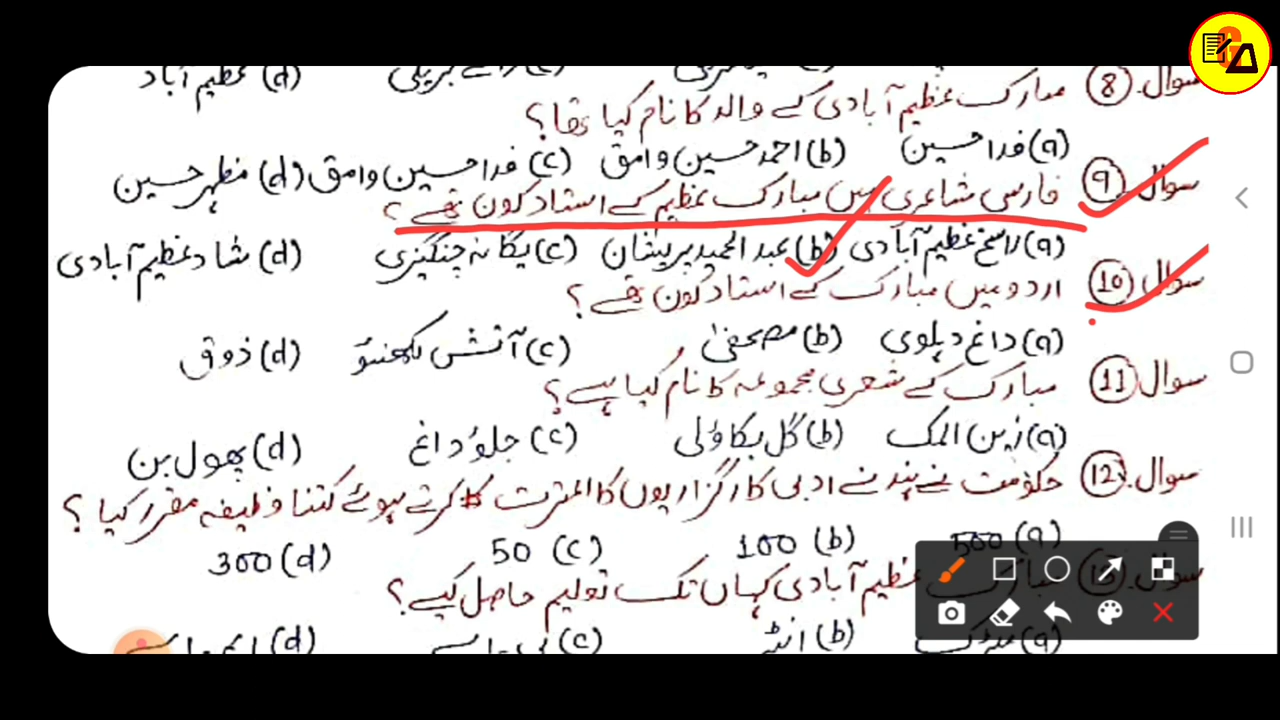 (d) عظیم آباد
سوال (8) مبارک عظیم آبادی کے والد کا نام کیا تھا؟
(a) فدا حسین (b) احمد حسین وامق (c) فدا حسین وامق (d) مظہر حسین
سوال (9) فارسی شاعری میں مبارک عظیم کے استاد کون تھے؟
(a) راسخ عظیم آبادی (b) عبدالحمید پریشان (c) یگانہ چنگیزی (d) شاد عظیم آبادی
سوال (10) اردو میں مبارک کے استاد کون تھے؟
(a) داغ دہلوی (b) مصحفیٰ (c) آتش لکھنؤ (d) ذوق
سوال (11) مبارک کے شعری مجموعہ کا نام کیا ہے؟
(a) زین الملک (b) گل بکاؤلی (c) جلوۂ داغ (d) پھول بن
سوال (12) حکومت ہند نے ادبی کارگزاریوں کا کرتے ہوئے کتنا وظیفہ مقرر کیا؟
(a) 500 (b) 100 (c) 50 (d) 300
سوال عظیم آبادی کہاں تک تعلیم حاصل کیے؟
(a) (b) انٹر (c) (d)